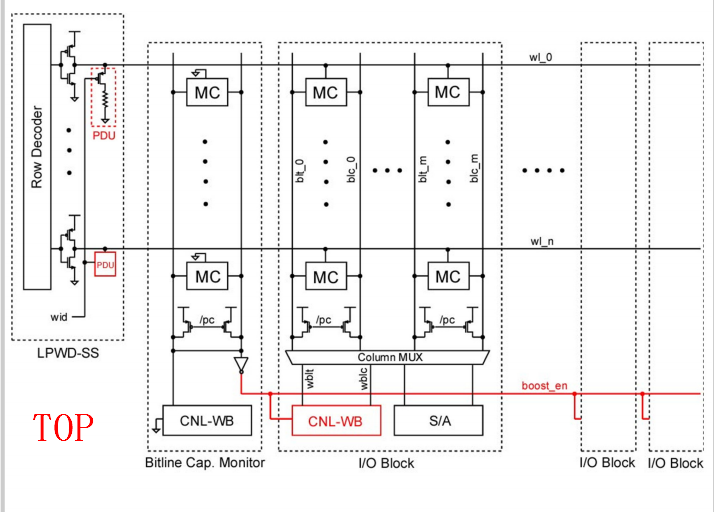 wl_0
MC MC MC
PDU
Row Decoder
blt_0 blc_0 blt_m blc_m
wl_n
PDU
MC MC MC
wid
/pc /pc /pc
LPWD-SS
Column MUX
wblt wblc
boost_en
TOP
CNL-WB CNL-WB S/A
Bitline Cap. Monitor I/O Block I/O Block I/O Block